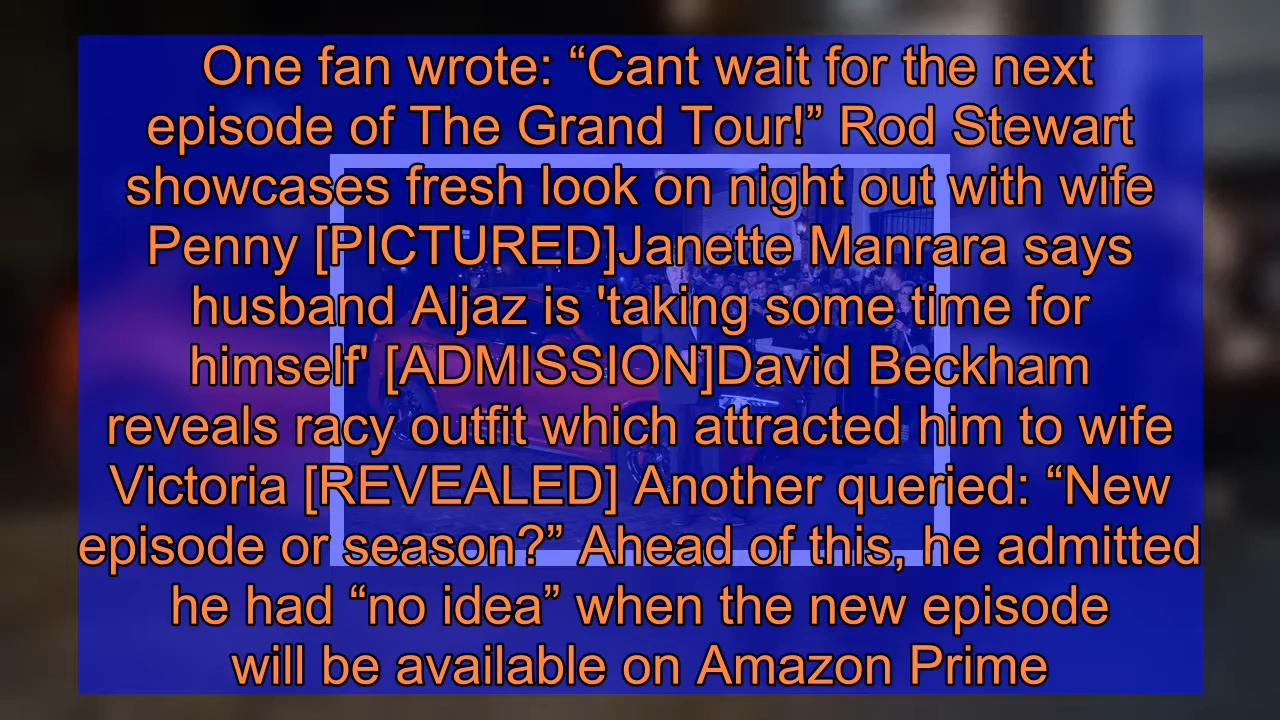 One fan wrote: “Cant wait for the next
episode of The Grand Tour!” Rod Stewart
showcases fresh look on night out with wife
Penny [PICTURED]Janette Manrara says
husband Aljaz is 'taking some time for
himself' [ADMISSION]David Beckham
reveals racy outfit which attracted him to wife
Victoria [REVEALED] Another queried: “New
episode or season?” Ahead of this, he admitted
he had “no idea” when the new episode
will be available on Amazon Prime